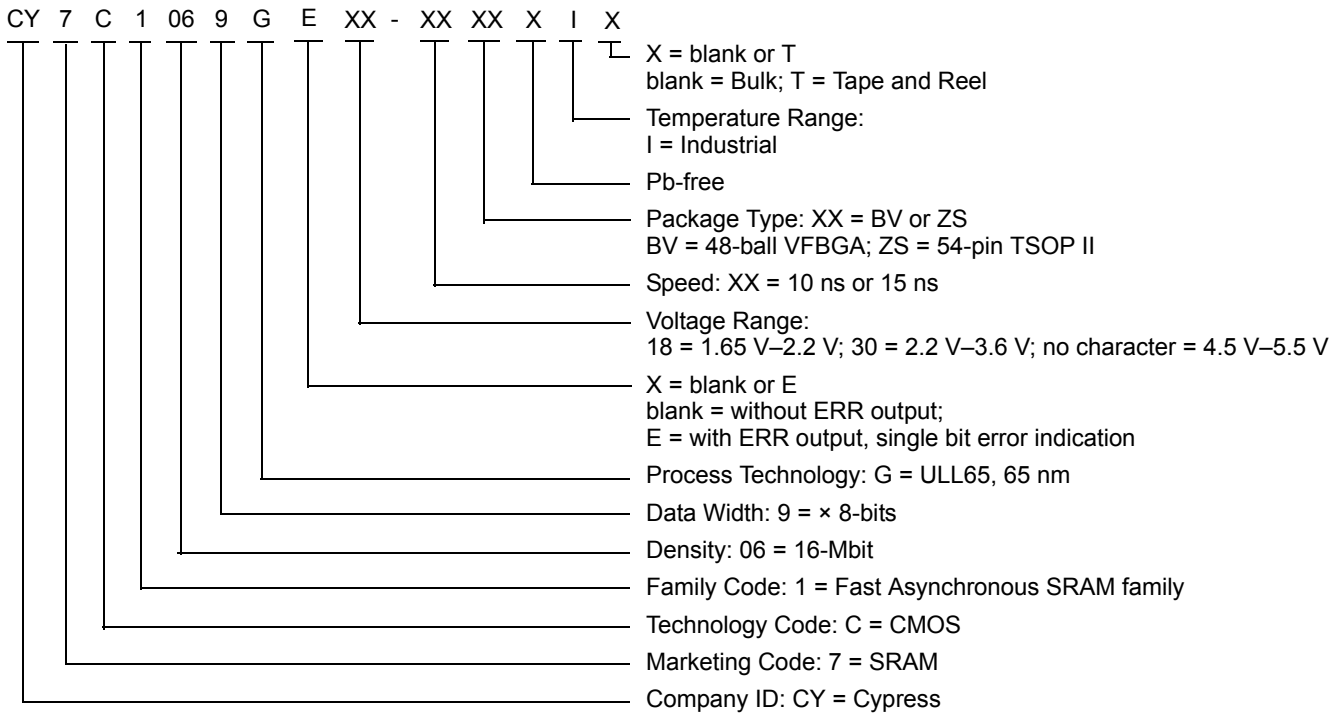 CY 7 C 1 06 9 G E XX - XX XX X I X
X = blank or T
blank = Bulk; T = Tape and Reel
Temperature Range:
I = Industrial
Pb-free
Package Type: XX = BV or ZS
BV = 48-ball VFBGA; ZS = 54-pin TSOP II
Speed: XX = 10 ns or 15 ns
Voltage Range:
18 = 1.65 V–2.2 V; 30 = 2.2 V–3.6 V; no character = 4.5 V–5.5 V
X = blank or E
blank = without ERR output;
E = with ERR output, single bit error indication
Process Technology: G = ULL65, 65 nm
Data Width: 9 = × 8-bits
Density: 06 = 16-Mbit
Family Code: 1 = Fast Asynchronous SRAM family
Technology Code: C = CMOS
Marketing Code: 7 = SRAM
Company ID: CY = Cypress